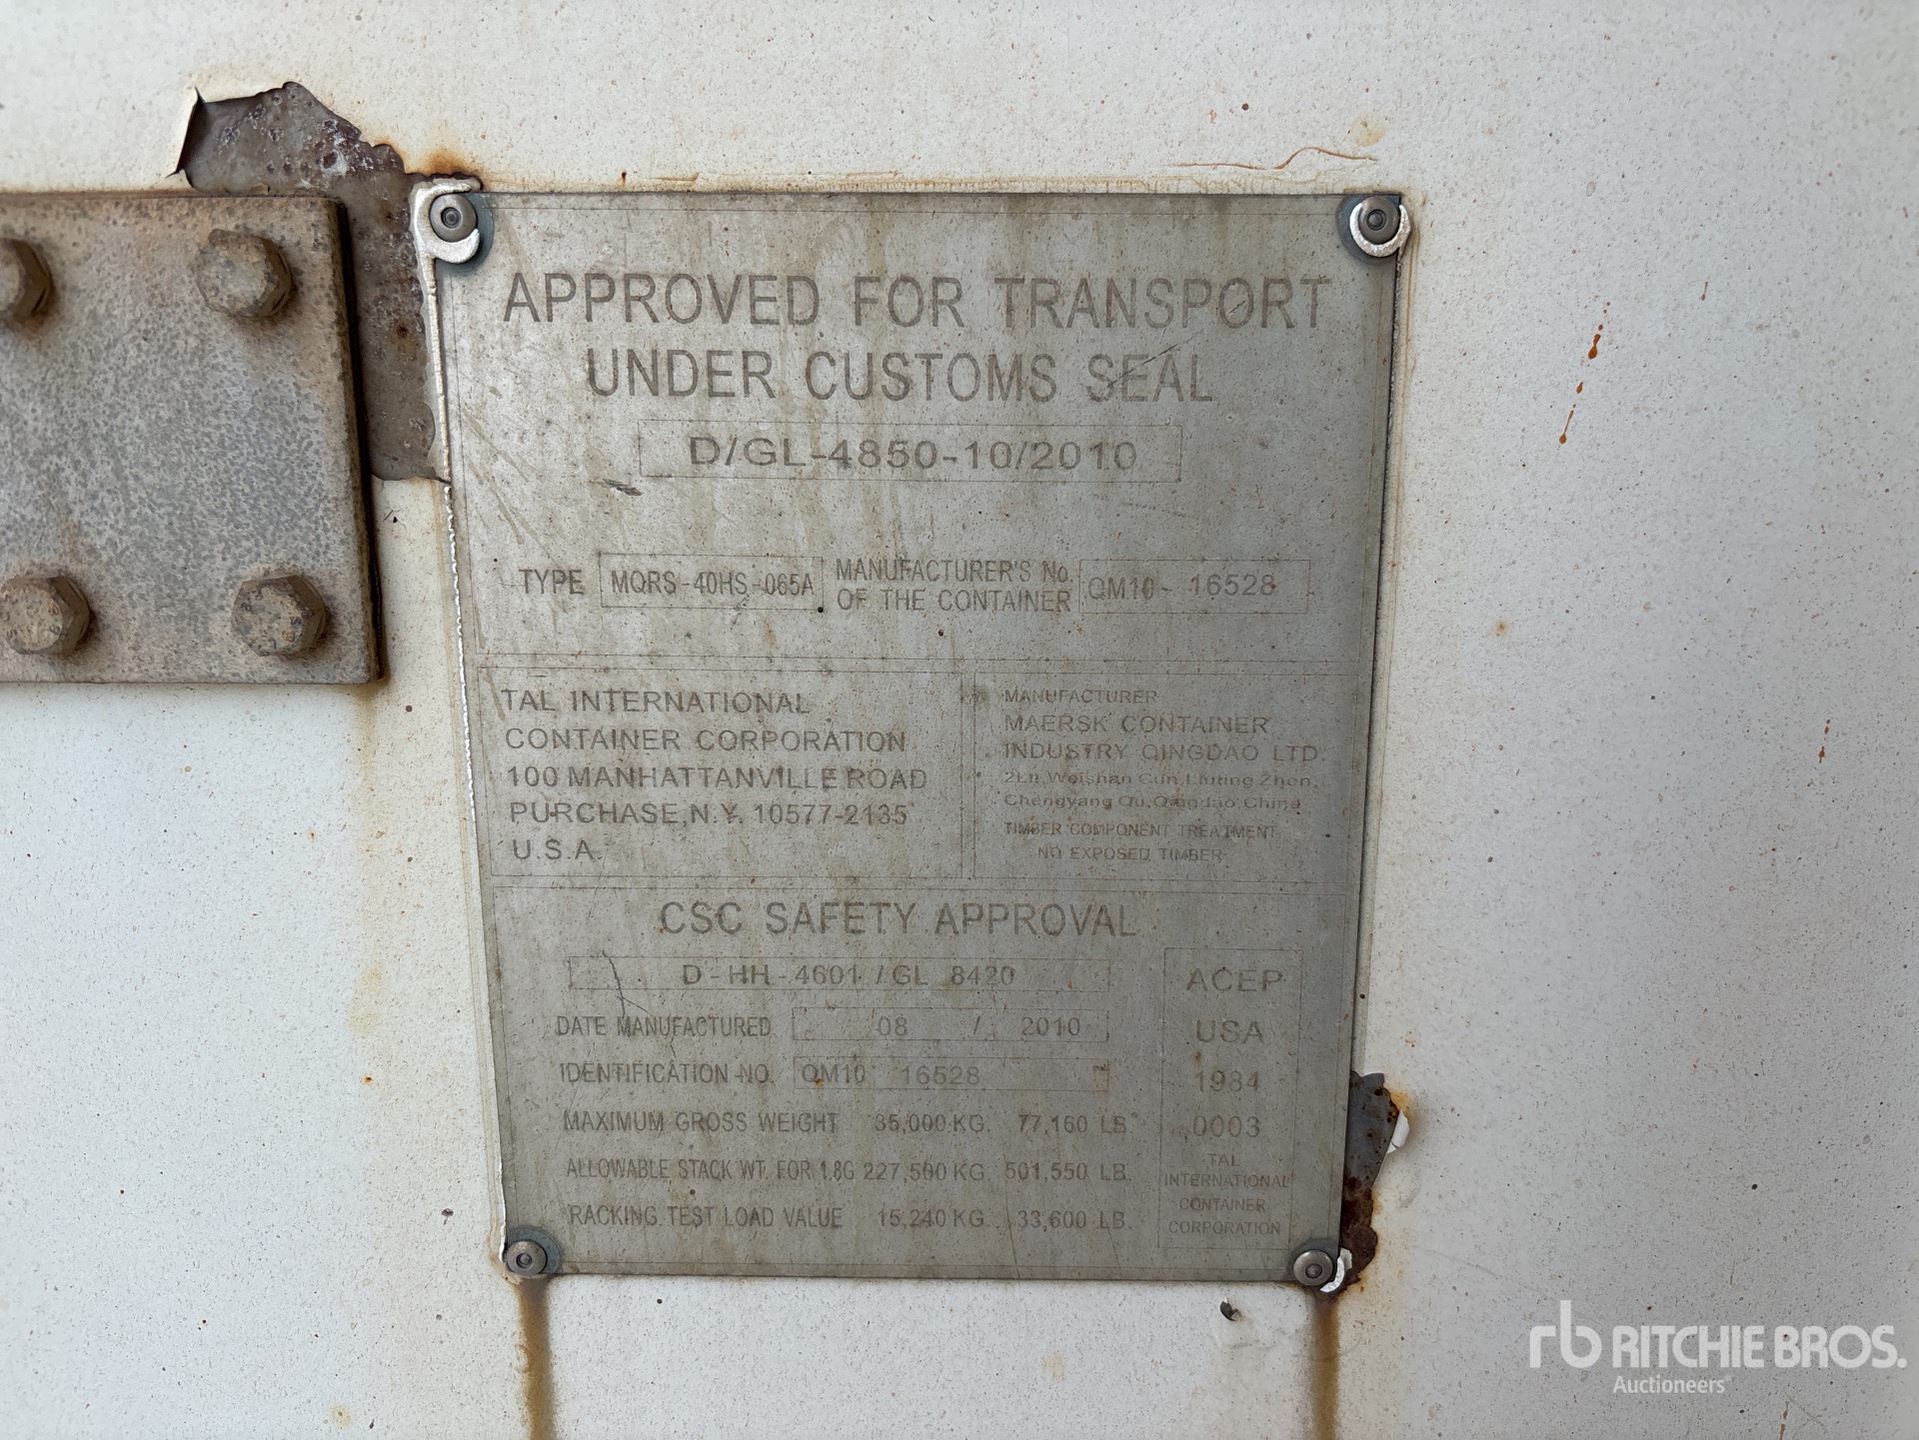 APPROVED FOR TRANSPORT
UNDER CUSTOMS SEAL
D/GL-4850-10/2010
TYPE MQRS-40HS-065A MANUFACTURER'S No. OF THE CONTAINER QM10- 16528
TAL INTERNATIONAL
CONTAINER CORPORATION
100 MANHATTANVILLE ROAD
PURCHASE, N.Y. 10577-2135
U.S.A.
MANUFACTURER
MAERSK CONTAINER
INDUSTRY QINGDAO LTD.
Chengyang Qu, Qingdao, China
TIMBER COMPONENT TREATMENT
NO EXPOSED TIMBER
CSC SAFETY APPROVAL
D-HH-4601 / GL 8420
DATE MANUFACTURED 08 / 2010
IDENTIFICATION NO. QM10 16528
MAXIMUM GROSS WEIGHT 35,000 KG. 77,160 LB.
ALLOWABLE STACK WT. FOR 1.8G 227,500 KG. 501,550 LB.
RACKING TEST LOAD VALUE 15,240 KG. 33,600 LB.
ACEP
USA
1984
0003
TAL
INTERNATIONAL
CONTAINER
CORPORATION
rb RITCHIE BROS.
Auctioneers